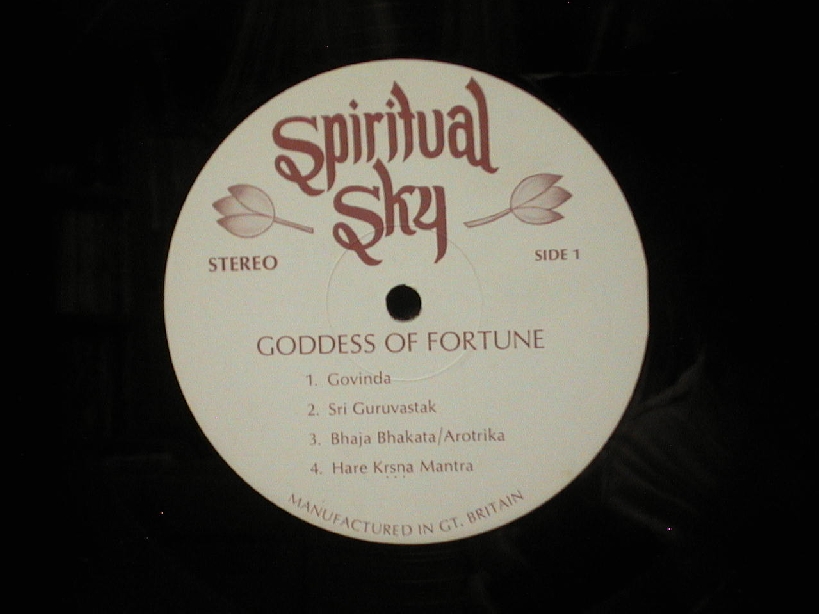 Spiritual
Sky
STEREO
SIDE 1
GODDESS OF FORTUNE
1. Govinda
2. Sri Guruvastak
3. Bhaja Bhakata/Arotrika
4. Hare Kṛṣṇa Mantra
MANUFACTURED IN GT. BRITAIN